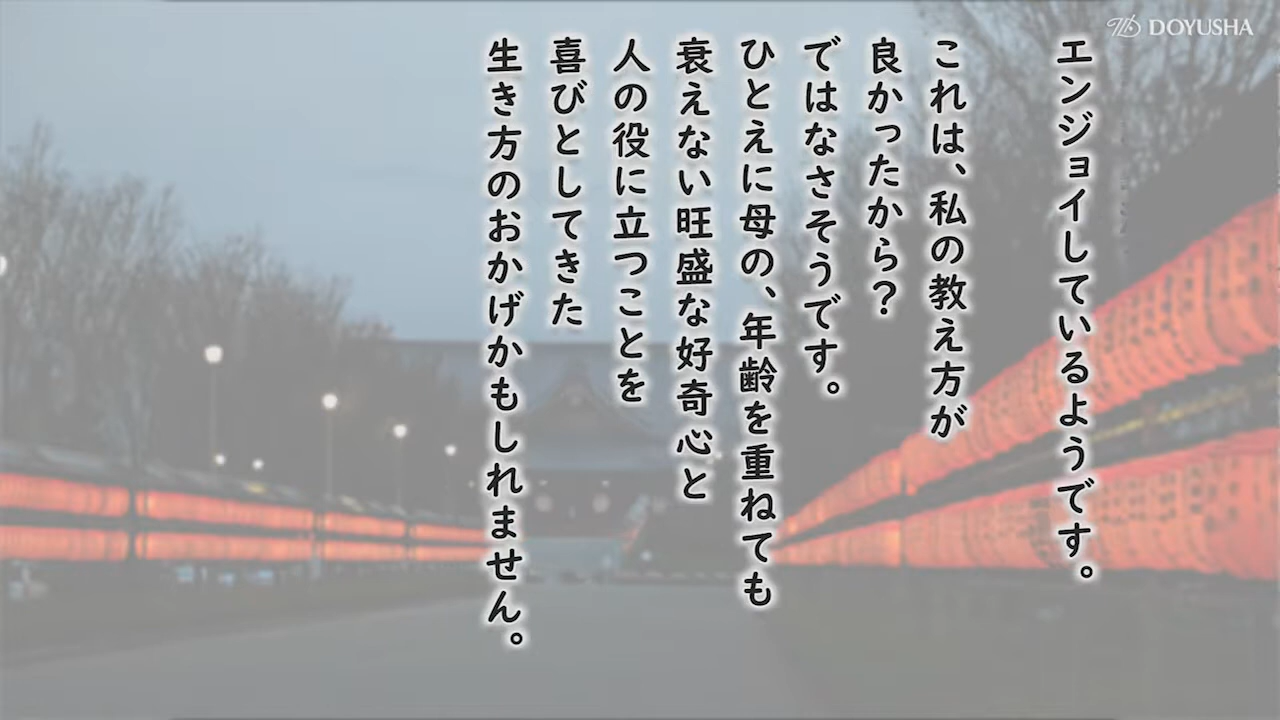 DOYUSHA
エンジョイしているようです。
これは、私の教え方が
良かったから?
ではなさそうです。
ひとえに母の、年齢を重ねても
衰えない旺盛な好奇心と
人の役に立つことを
喜びとしてきた
生き方のおかげかもしれません。